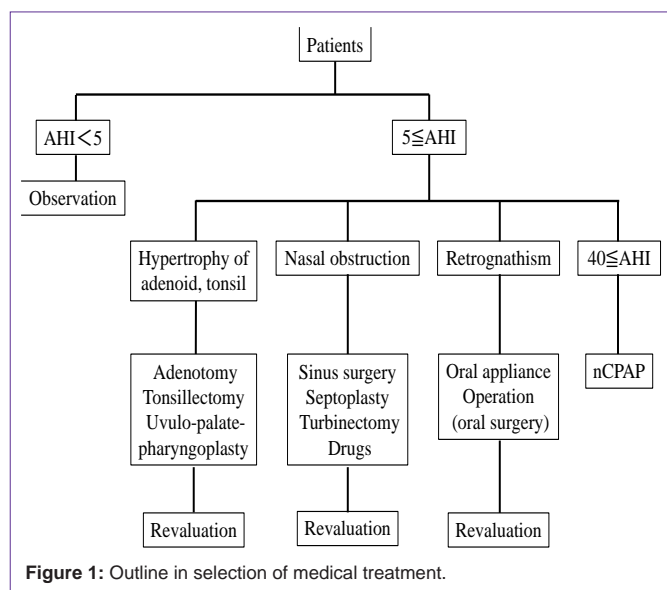 Patients
AHI＜5
5≦AHI
Observation
Hypertrophy of
adenoid, tonsil
Nasal obstruction
Retrognathism
40≦AHI
Adenotomy
Tonsillectomy
Uvulo-palate-
pharyngoplasty
Sinus surgery
Septoplasty
Turbinectomy
Drugs
Oral appliance
Operation
(oral surgery)
nCPAP
Revaluation
Revaluation
Revaluation
Figure 1: Outline in selection of medical treatment.